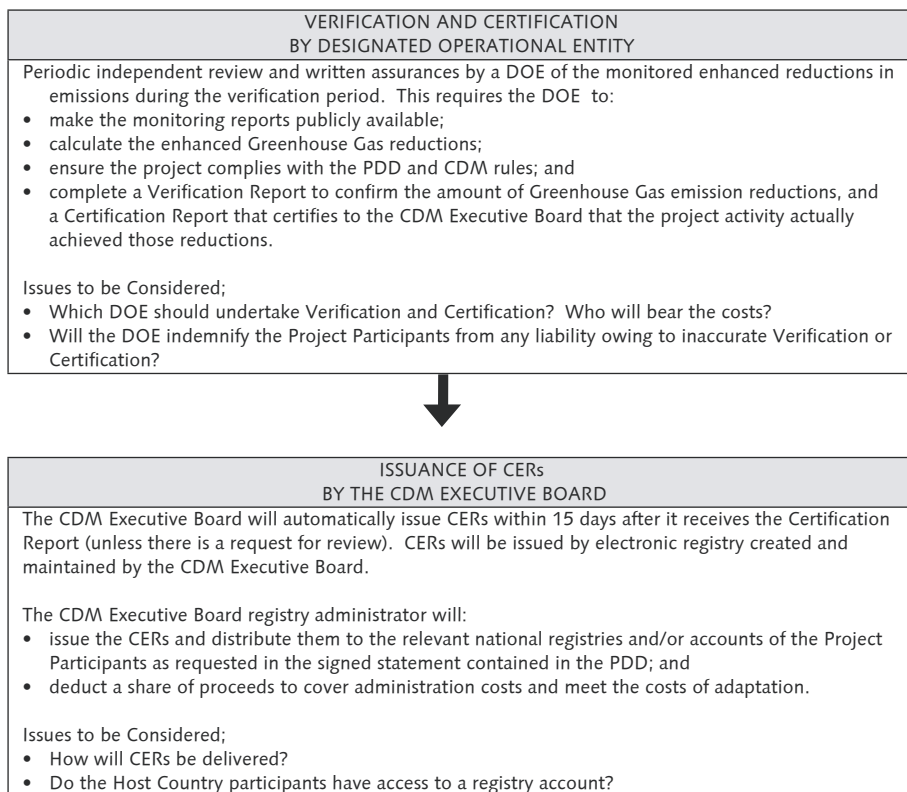 VERIFICATION AND CERTIFICATION
BY DESIGNATED OPERATIONAL ENTITY
Periodic independent review and written assurances by a DOE of the monitored enhanced reductions in
emissions during the verification period. This requires the DOE to:
• make the monitoring reports publicly available;
• calculate the enhanced Greenhouse Gas reductions;
• ensure the project complies with the PDD and CDM rules; and
• complete a Verification Report to confirm the amount of Greenhouse Gas emission reductions, and
a Certification Report that certifies to the CDM Executive Board that the project activity actually
achieved those reductions.
Issues to be Considered;
• Which DOE should undertake Verification and Certification? Who will bear the costs?
• Will the DOE indemnify the Project Participants from any liability owing to inaccurate Verification or
Certification?
ISSUANCE OF CERs
BY THE CDM EXECUTIVE BOARD
The CDM Executive Board will automatically issue CERs within 15 days after it receives the Certification
Report (unless there is a request for review). CERs will be issued by electronic registry created and
maintained by the CDM Executive Board.
The CDM Executive Board registry administrator will:
• issue the CERs and distribute them to the relevant national registries and/or accounts of the Project
Participants as requested in the signed statement contained in the PDD; and
• deduct a share of proceeds to cover administration costs and meet the costs of adaptation.
Issues to be Considered;
• How will CERs be delivered?
• Do the Host Country participants have access to a registry account?